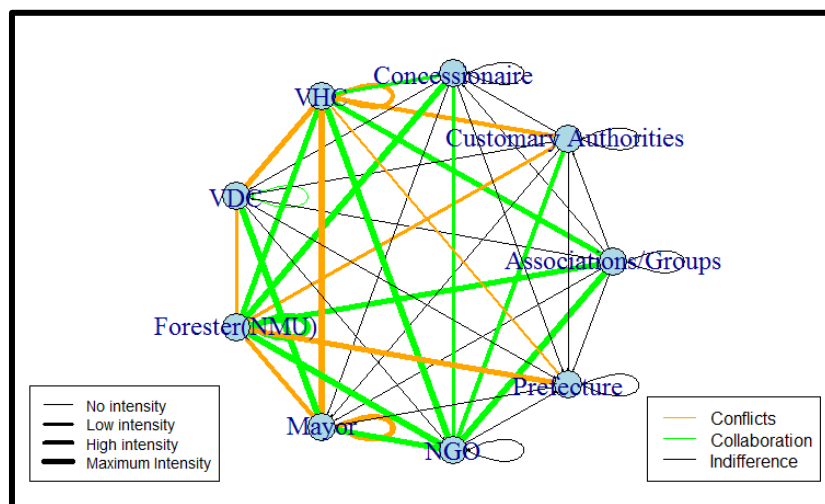 Concessionaire
VHC
Customary Authorities
VDC
Associations/Groups
Forester(NMU)
Prefecture
Mayor
NGO
No intensity
Low intensity
High intensity
Maximum Intensity
Conflicts
Collaboration
Indifference